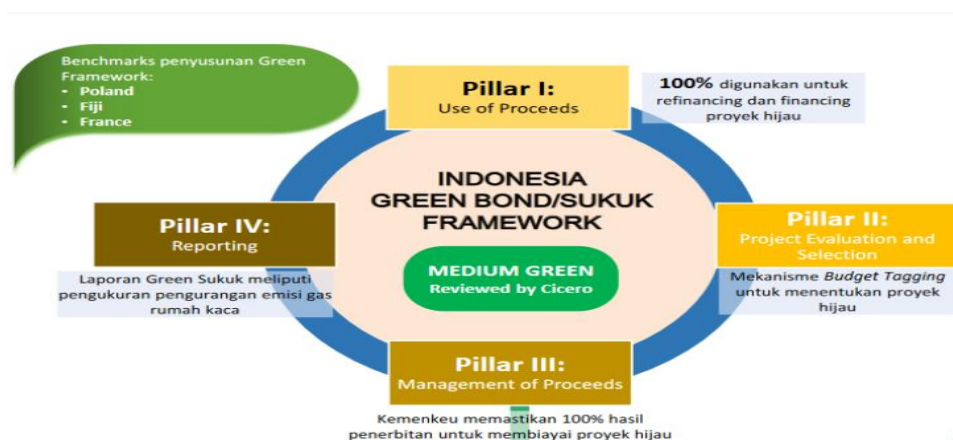 Benchmarks penyusunan Green
Framework:
• Poland
• Fiji
• France
Pillar I:
Use of Proceeds
100% digunakan untuk
refinancing dan financing
proyek hijau
INDONESIA
GREEN BOND/SUKUK
FRAMEWORK
MEDIUM GREEN
Reviewed by Cicero
Pillar IV:
Reporting
Laporan Green Sukuk meliputi
pengukuran pengurangan emisi gas
rumah kaca
Pillar II:
Project Evaluation and
Selection
Mekanisme Budget Tagging
untuk menentukan proyek
hijau
Pillar III:
Management of Proceeds
Kemenkeu memastikan 100% hasil
penerbitan untuk membiayai proyek hijau